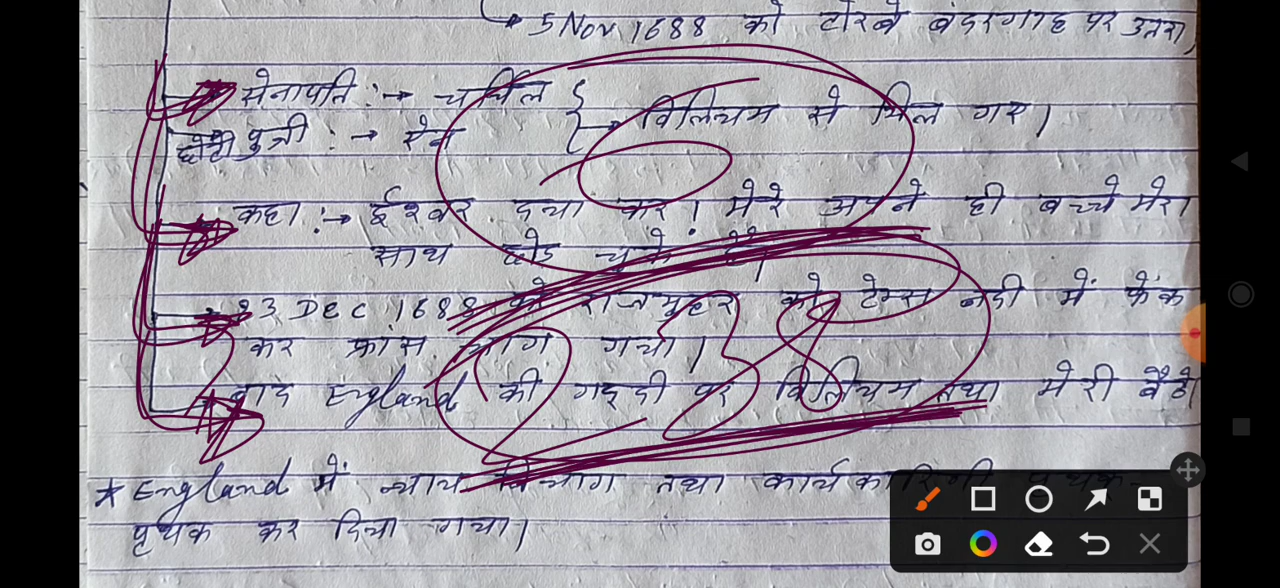 → 5 Nov 1688 को टोरबे बंदरगाह पर उतरा,
सेनापति :→ चर्चिल
→ विलियम से मिल गए।
पुत्री :→ ऐन
कहा :→ ईश्वर दया कर। मेरे अपने ही बच्चे मेरा
साथ छोड़ चुके हैं।
23 Dec 1688 को राजमुहर को टेम्स नदी में फेंक
कर फ्रांस भाग गया।
बाद England की गद्दी पर विलियम तथा मेरी बैठे
* England में न्याय विभाग तथा कार्यकारिणी पृथक-
पृथक कर दिया गया।